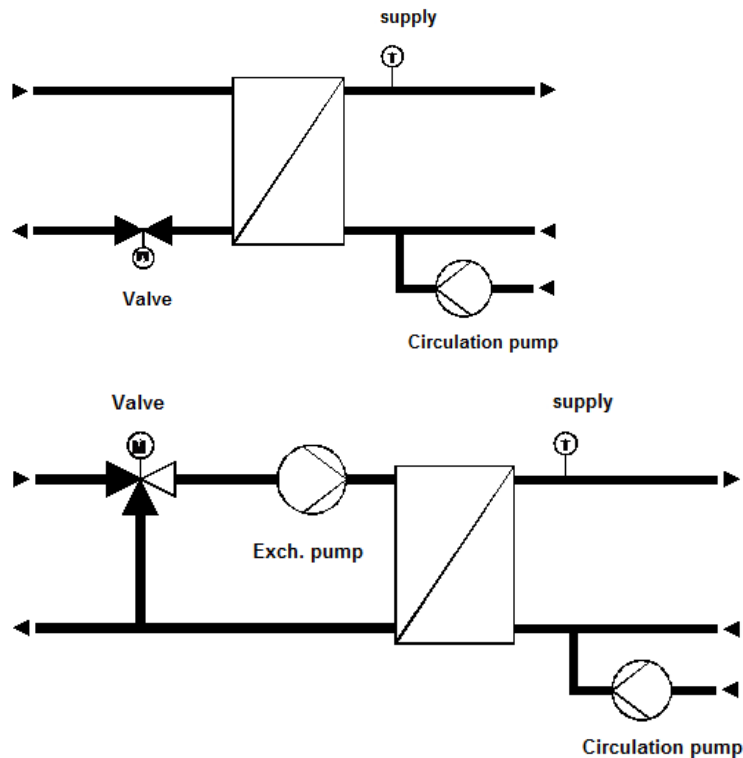 supply
T
Valve
Circulation pump
Valve
supply
M
T
Exch. pump
Circulation pump